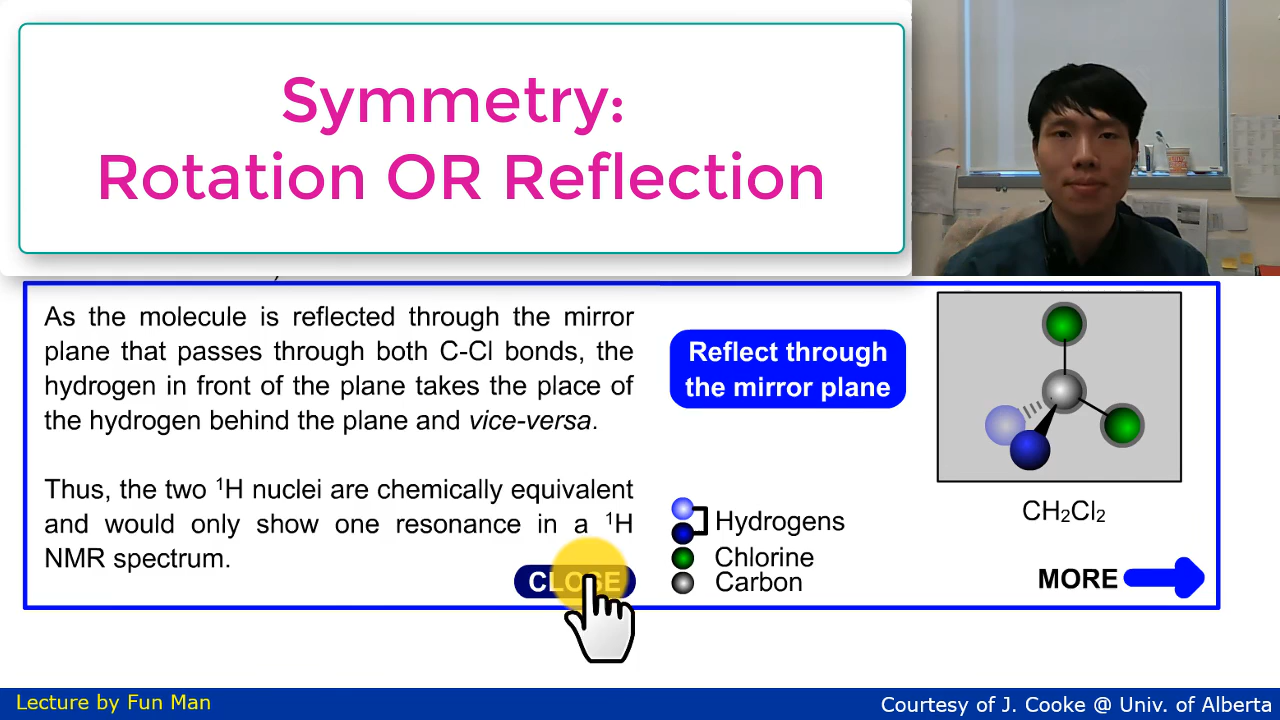 Symmetry:
Rotation OR Reflection
As the molecule is reflected through the mirror
plane that passes through both C-Cl bonds, the
hydrogen in front of the plane takes the place of
the hydrogen behind the plane and vice-versa.
Thus, the two ¹H nuclei are chemically equivalent
and would only show one resonance in a ¹H
NMR spectrum.
CLOSE
Reflect through
the mirror plane
Hydrogens
Chlorine
Carbon
CH₂Cl₂
MORE
Lecture by Fun Man
Courtesy of J. Cooke @ Univ. of Alberta